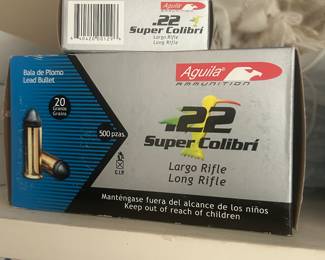 .22
Super Colibrí
Largo Rifle
Long Rifle
Bala de Plomo
Lead Bullet
Aguila
AMMUNITION
.22
20
Granos
Grains
500 pzas.
Super Colibrí
C.I.P.
Largo Rifle
Long Rifle
Manténgase fuera del alcance de los niños
Keep out of reach of children